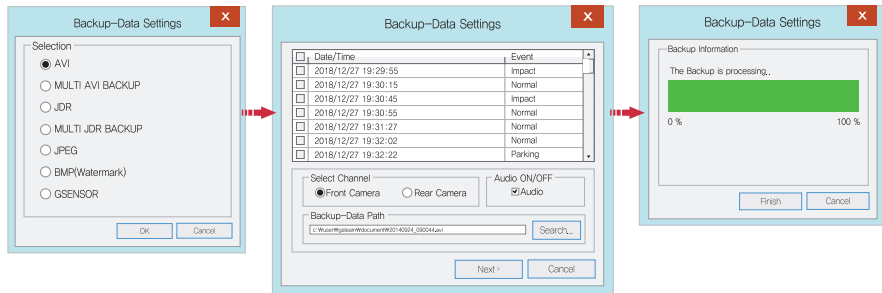 Backup-Data Settings
X
Selection
AVI
MULTI AVI BACKUP
JDR
MULTI JDR BACKUP
JPEG
BMP(Watermark)
GSENSOR
OK
Cancel
Backup-Data Settings
X
Date/Time Event
2018/12/27 19:29:55 Impact
2018/12/27 19:30:15 Normal
2018/12/27 19:30:45 Impact
2018/12/27 19:30:55 Normal
2018/12/27 19:31:27 Normal
2018/12/27 19:32:02 Normal
2018/12/27 19:32:22 Parking
Select Channel
Front Camera Rear Camera
Audio ON/OFF
Audio
Backup-Data Path
c:₩user₩gateam₩document₩20140924_090044.avi
Search...
Next >
Cancel
Backup-Data Settings
X
Backup Information
The Backup is processing..
0 % 100 %
Finish
Cancel